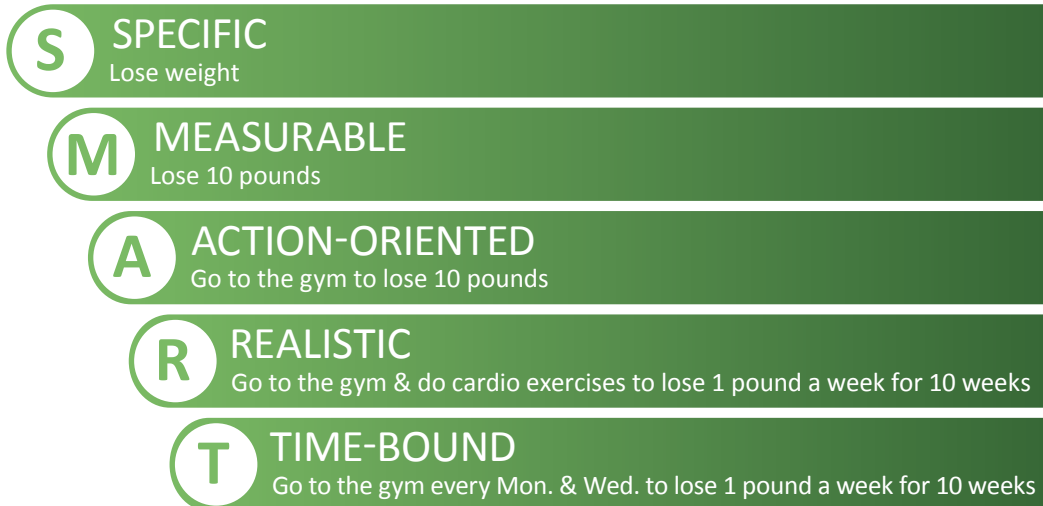 S SPECIFIC
Lose weight
M MEASURABLE
Lose 10 pounds
A ACTION-ORIENTED
Go to the gym to lose 10 pounds
R REALISTIC
Go to the gym & do cardio exercises to lose 1 pound a week for 10 weeks
T TIME-BOUND
Go to the gym every Mon. & Wed. to lose 1 pound a week for 10 weeks